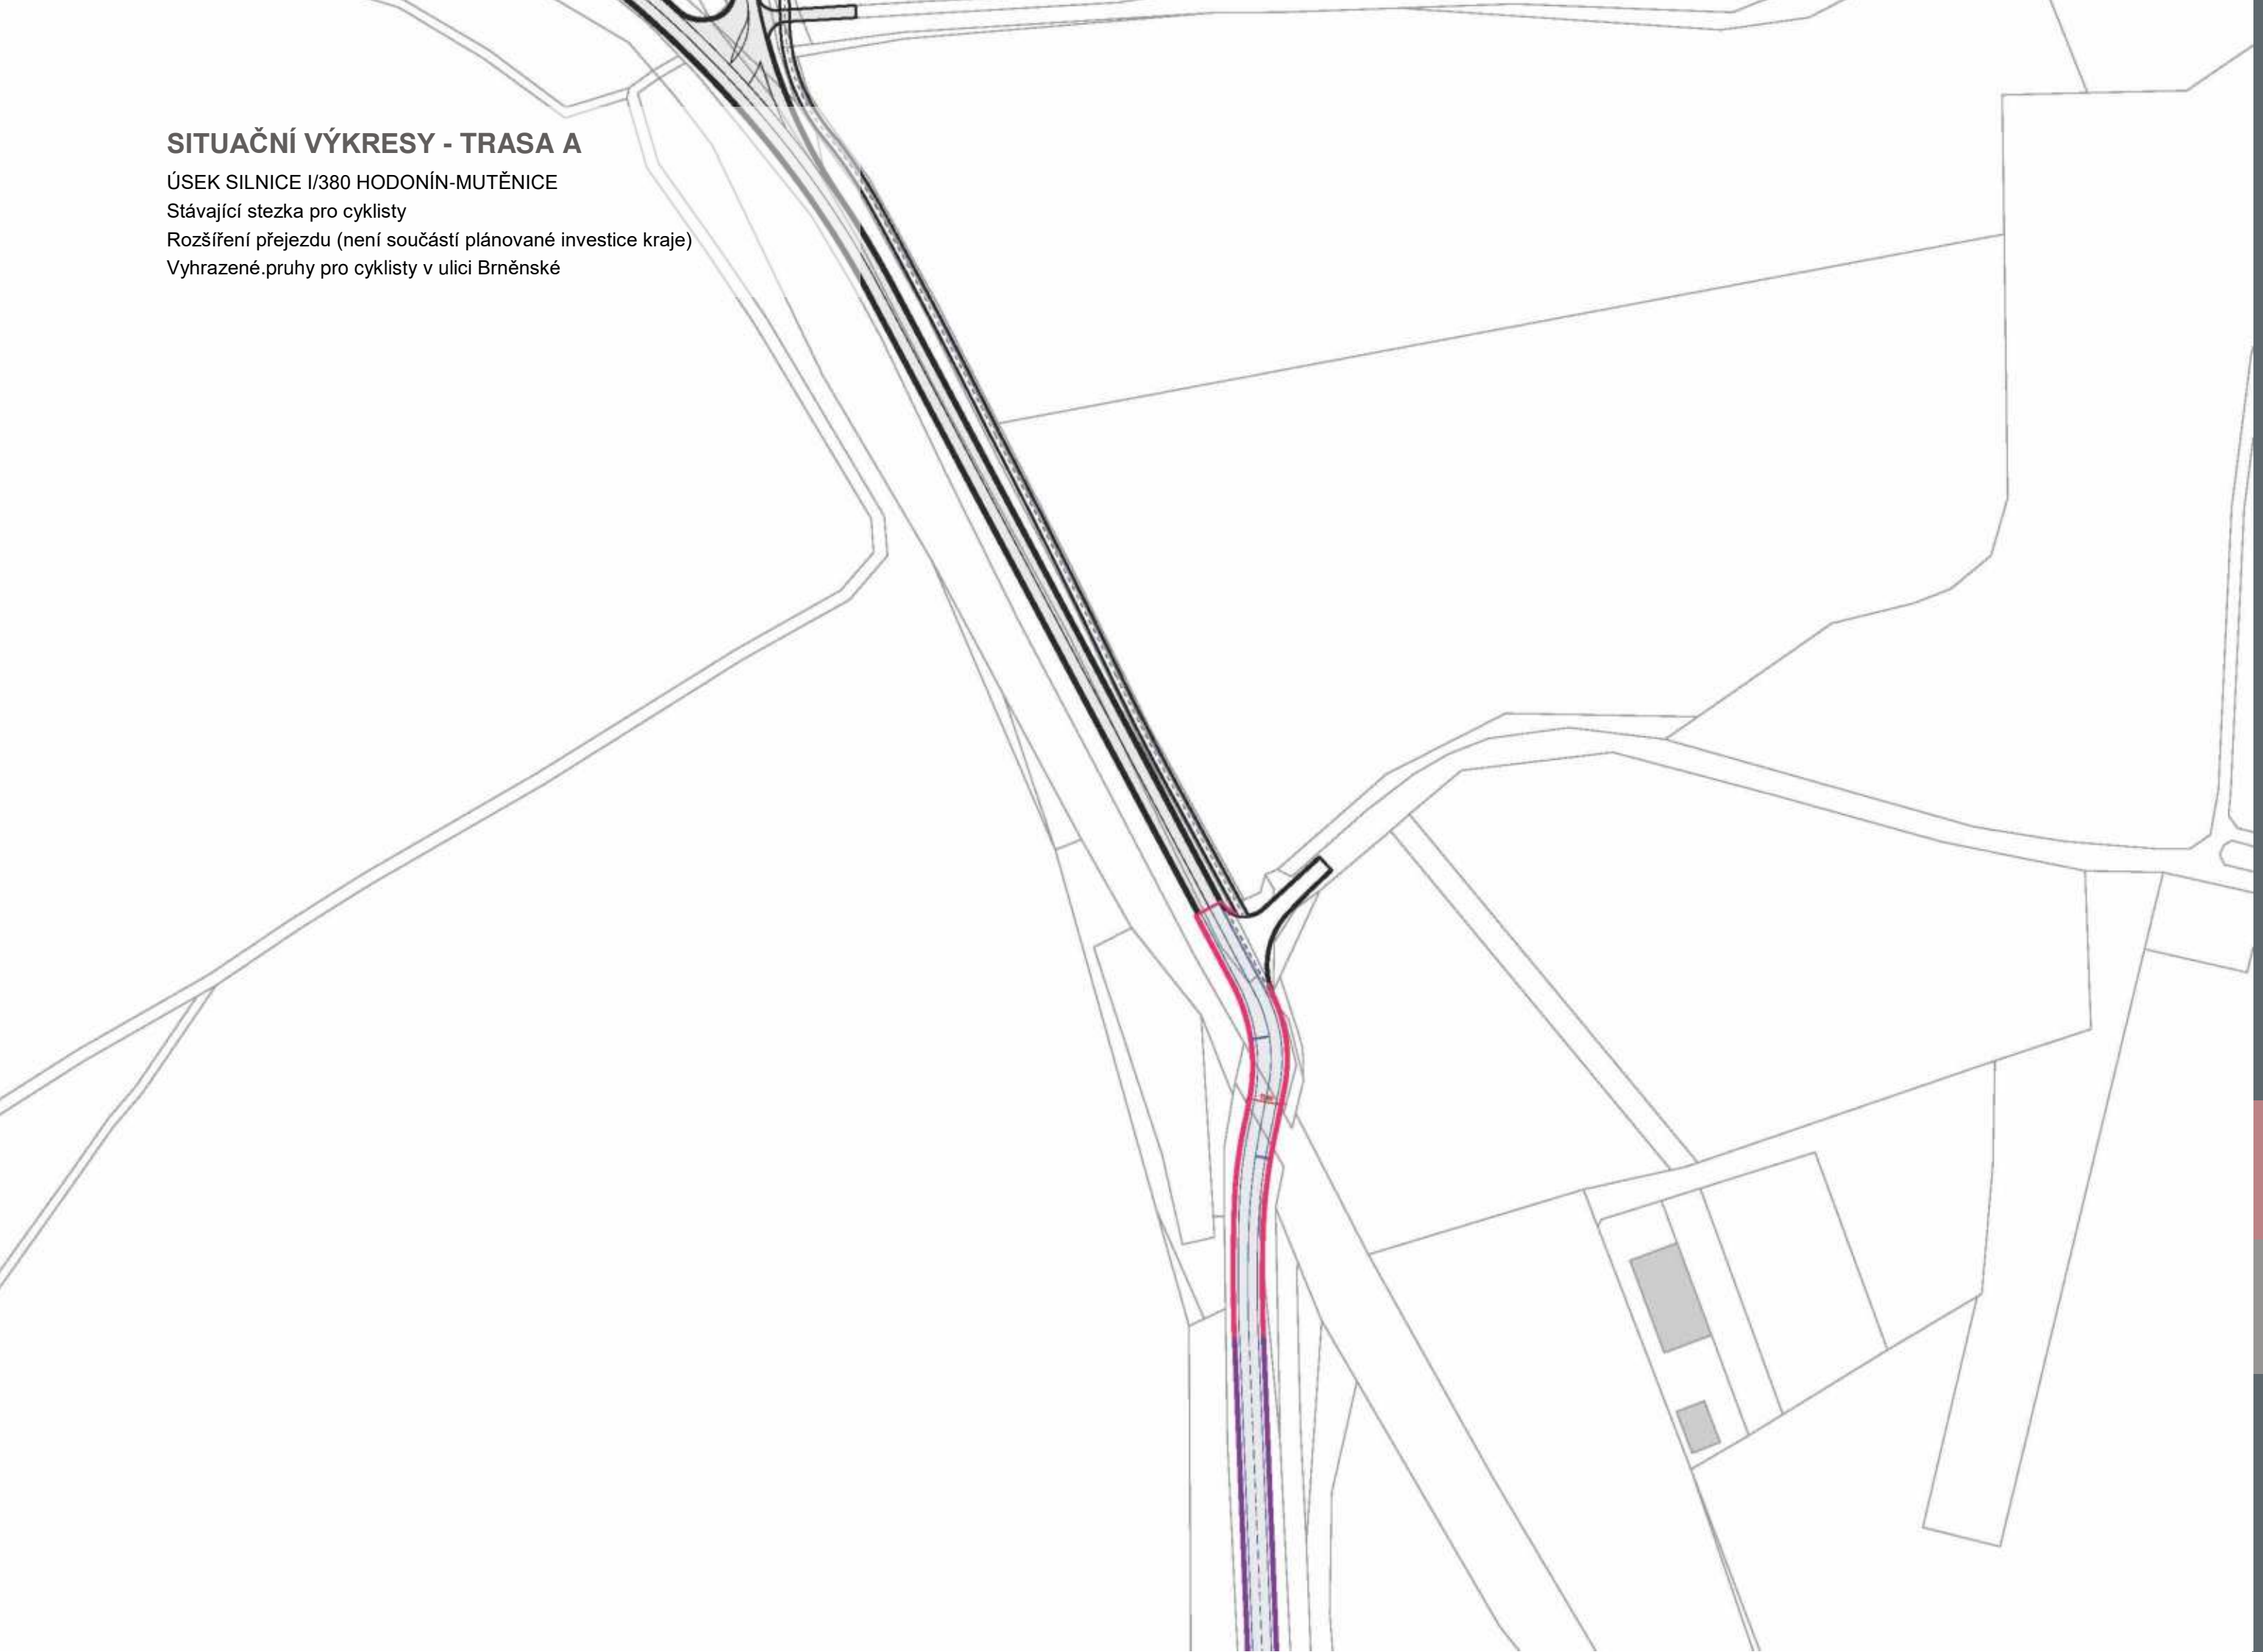 SITUAČNÍ VÝKRESY - TRASA A
ÚSEK SILNICE I/380 HODONÍN-MUTĚNICE
Stávající stezka pro cyklisty
Rozšíření přejezdu (není součástí plánované investice kraje)
Vyhrazené.pruhy pro cyklisty v ulici Brněnské